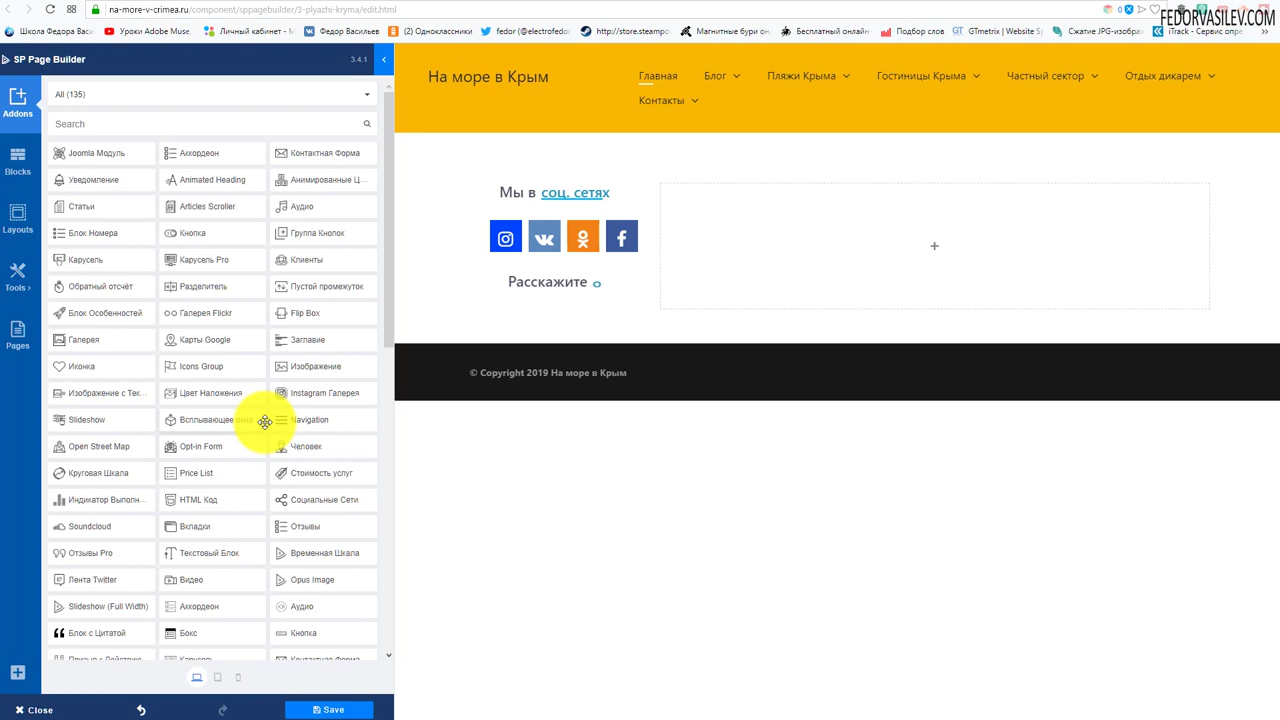 na-more-v-crimea.ru/component/sppagebuilder/3-plyazhi-kryma/edit.html
FEDORVASILEV.COM
Школа Федора Васи
Уроки Adobe Muse,
Личный кабинет - М
Федор Васильев
(2) Одноклассники
fedor (@electrofedor
http://store.steampo
Магнитные бури он
Бесплатный онлайн
Подбор слов
GTmetrix | Website S
Сжатие JPG-изобра
iTrack - Сервис опре
SP Page Builder
3.4.1
Addons
Blocks
Layouts
Tools
Pages
All (135)
Search
Joomla Модуль
Аккордеон
Контактная Форма
Уведомление
Animated Heading
Анимированные Ц...
Статьи
Articles Scroller
Аудио
Блок Номера
Кнопка
Группа Кнопок
Карусель
Карусель Pro
Клиенты
Обратный отсчёт
Разделитель
Пустой промежуток
Блок Особенностей
Галерея Flickr
Flip Box
Галерея
Карты Google
Заглавие
Иконка
Icons Group
Изображение
Изображение с Тек...
Цвет Наложения
Instagram Галерея
Slideshow
Всплывающее окно
Navigation
Open Street Map
Opt-in Form
Человек
Круговая Шкала
Price List
Стоимость услуг
Индикатор Выполн...
HTML Код
Социальные Сети
Soundcloud
Вкладки
Отзывы
Отзывы Pro
Текстовый Блок
Временная Шкала
Лента Twitter
Видео
Opus Image
Slideshow (Full Width)
Аккордеон
Аудио
Блок с Цитатой
Бокс
Кнопка
Призыв к Действию
Карусель
Контактная Форма
Close
Save
На море в Крым
Главная
Блог
Пляжи Крыма
Гостиницы Крыма
Частный сектор
Отдых дикарем
Контакты
Мы в соц. сетях
Расскажите о
© Copyright 2019 На море в Крым